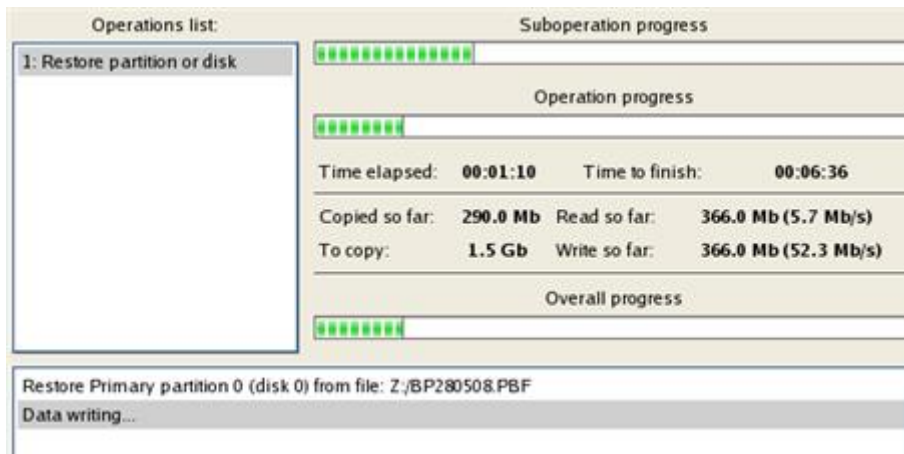 Operations list:
1: Restore partition or disk
Suboperation progress
Operation progress
Time elapsed: 00:01:10 Time to finish: 00:06:36
Copied so far: 290.0 Mb Read so far: 366.0 Mb (5.7 Mb/s)
To copy: 1.5 Gb Write so far: 366.0 Mb (52.3 Mb/s)
Overall progress
Restore Primary partition 0 (disk 0) from file: Z:/BP280508.PBF
Data writing...